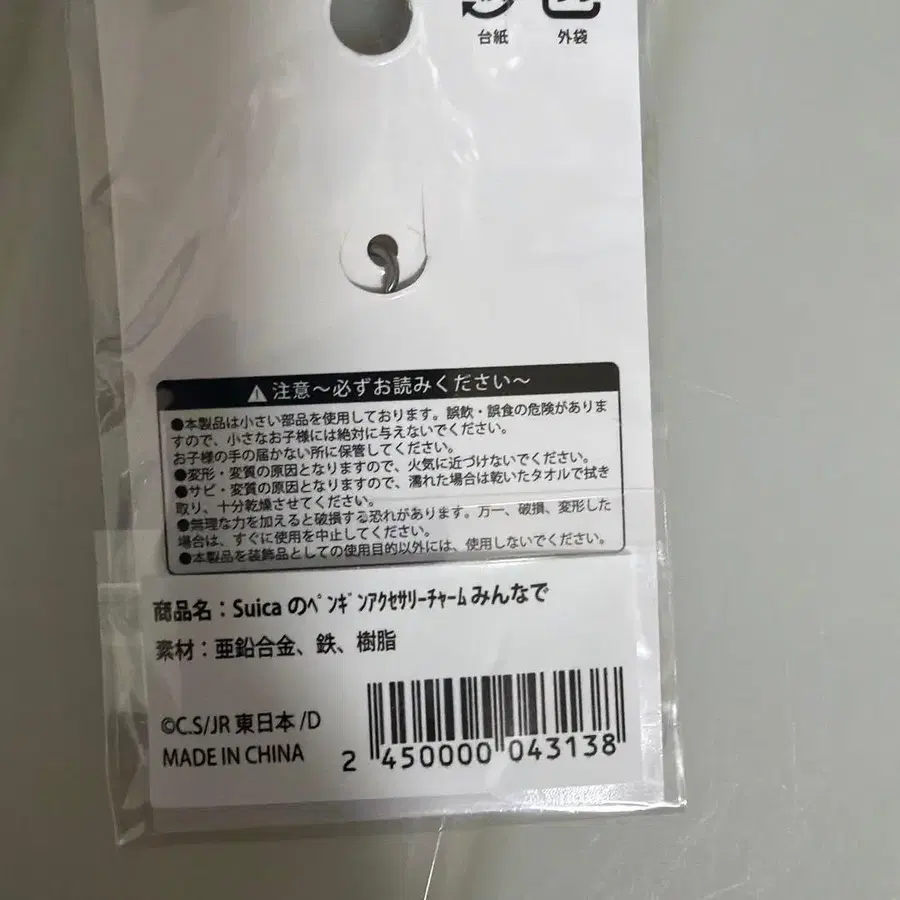 台紙 外袋
注意～必ずお読みください～
●本製品は小さい部品を使用しております。誤飲・誤食の危険がありま
すので、小さなお子様には絶対に与えないでください。
お子様の手の届かない所に保管してください。
●変形・変質の原因となりますので、火気に近づけないでください。
●サビ・変質の原因となりますので、濡れた場合は乾いたタオルで拭き
取り、十分乾燥させてください。
●無理な力を加えると破損する恐れがあります。万一、破損、変形した
場合は、すぐに使用を中止してください。
●本製品を装飾品としての使用目的以外には、使用しないでください。
商品名：Suica のﾍﾟﾝｷﾞﾝｱｸｾｻﾘｰﾁｬｰﾑ みんなで
素材：亜鉛合金、鉄、樹脂
©C.S/JR 東日本 /D
MADE IN CHINA
2 450000 043138